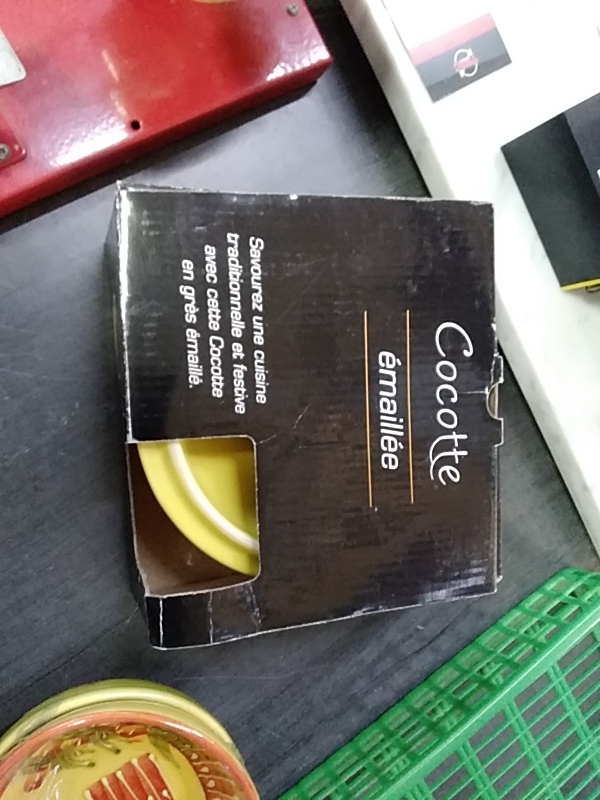 Cocotte
émaillée
Savourez une cuisine
traditionnelle et festive
avec cette Cocotte
en grès émaillé.